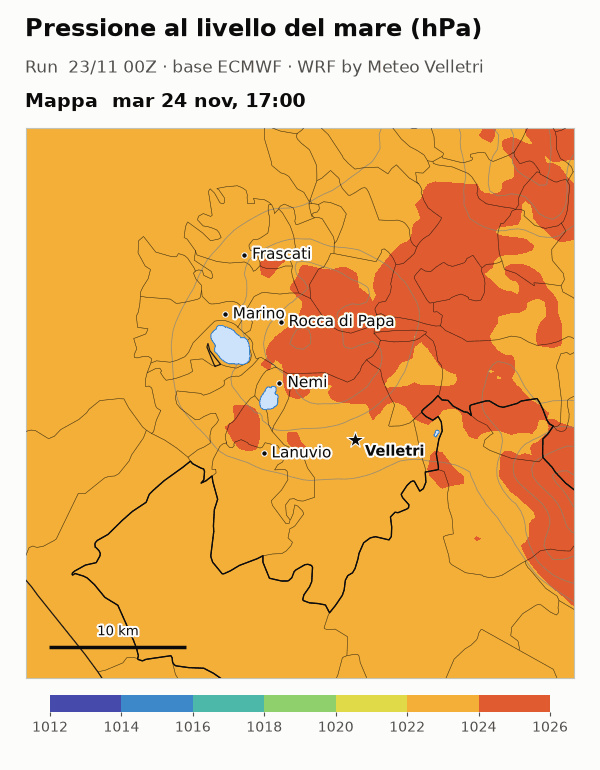 Pressione al livello del mare (hPa)
Run  23/11 00Z · base ECMWF · WRF by Meteo Velletri
Mappa  mar 24 nov, 17:00
Frascati
Marino
Rocca di Papa
Nemi
Velletri
Lanuvio
10 km
1012 1014 1016 1018 1020 1022 1024 1026